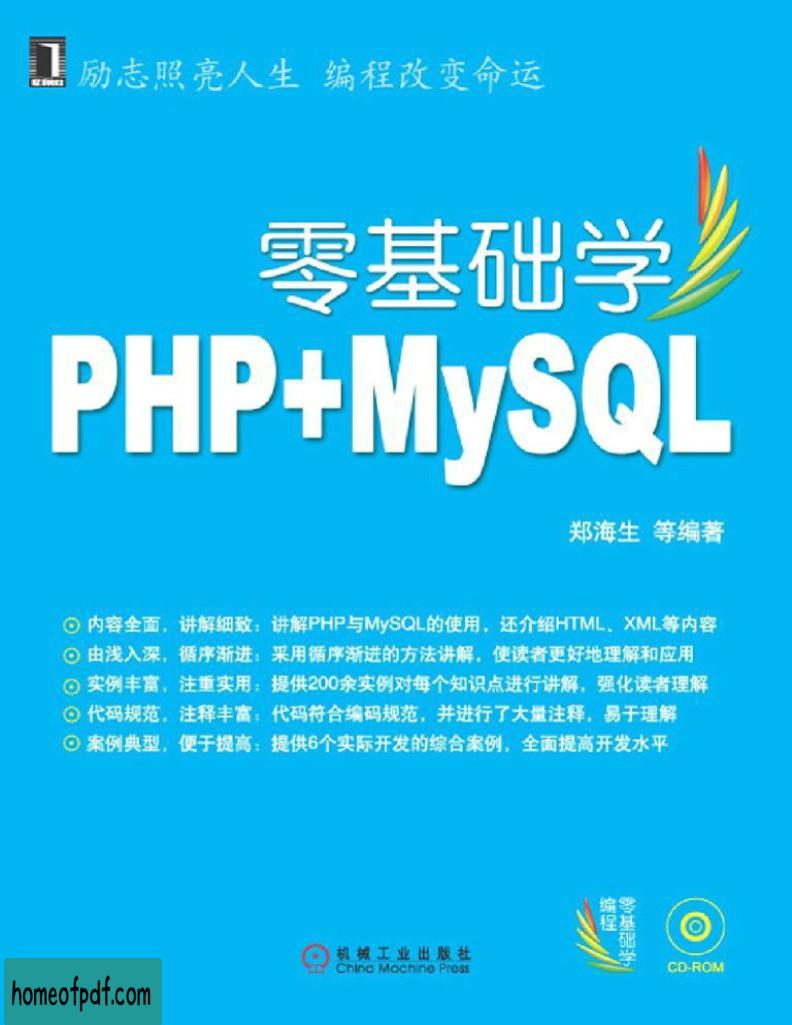 励志照亮人生 编程改变命运
零基础学
PHP+MySQL
郑海生 等编著
内容全面，讲解细致：讲解PHP与MySQL的使用，还介绍HTML、XML等内容
由浅入深，循序渐进：采用循序渐进的方法讲解，使读者更好地理解和应用
实例丰富，注重实用：提供200余实例对每个知识点进行讲解，强化读者理解
代码规范，注释丰富：代码符合编码规范，并进行了大量注释，易于理解
案例典型，便于提高：提供6个实际开发的综合案例，全面提高开发水平
零基础学
编程
机械工业出版社
China Machine Press
CD-ROM
homeofpdf.com